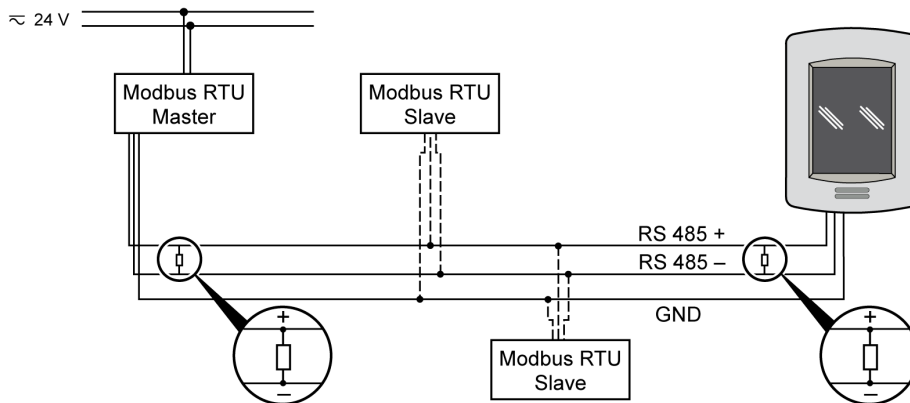 ⎓ 24 V
Modbus RTU
Master
Modbus RTU
Slave
RS 485 +
RS 485 –
GND
Modbus RTU
Slave
+
–
+
–